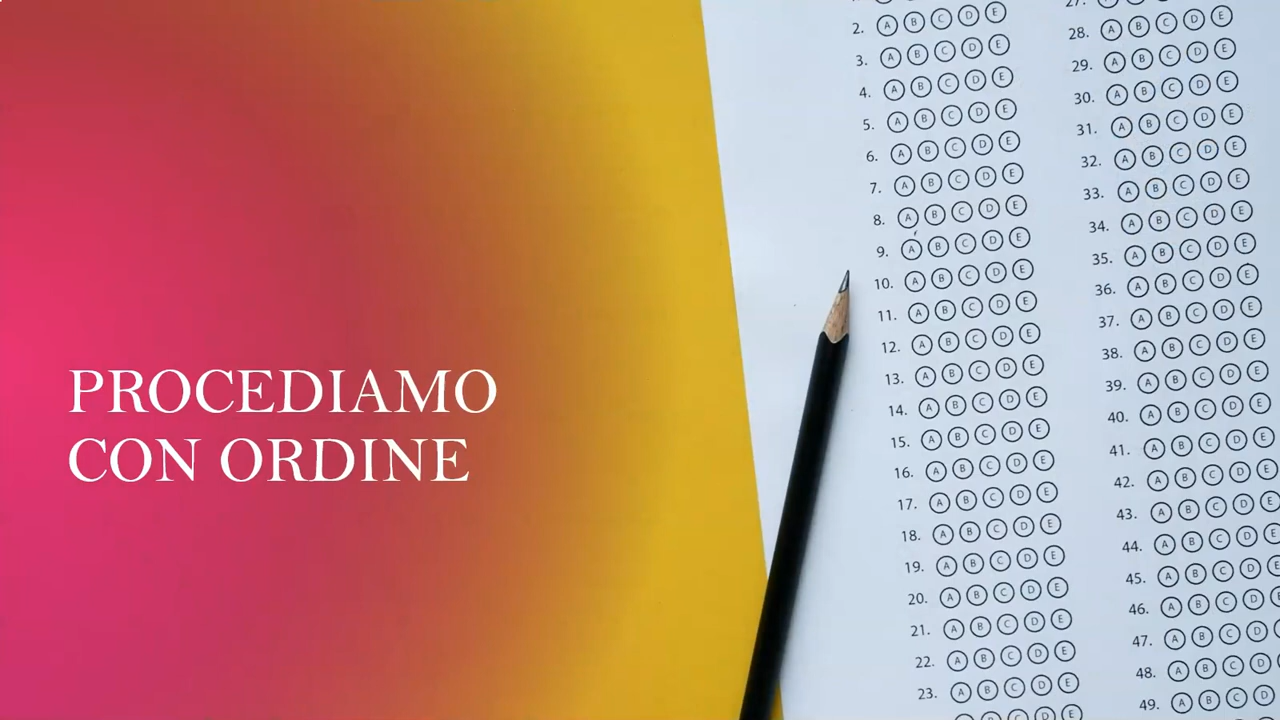 PROCEDIAMO
CON ORDINE
2. A B C D E
3. A B C D E
4. A B C D E
5. A B C D E
6. A B C D E
7. A B C D E
8. A B C D E
9. A B C D E
10. A B C D E
11. A B C D E
12. A B C D E
13. A B C D E
14. A B C D E
15. A B C D E
16. A B C D E
17. A B C D E
18. A B C D E
19. A B C D E
20. A B C D E
21. A B C D E
22. A B C D E
23. A B C D E
27.
28. A B C D E
29. A B C D E
30. A B C D E
31. A B C D E
32. A B C D E
33. A B C D E
34. A B C D E
35. A B C D E
36. A B C D E
37. A B C D E
38. A B C D E
39. A B C D E
40. A B C D E
41. A B C D E
42. A B C D E
43. A B C D E
44. A B C D E
45. A B C D E
46. A B C D E
47. A B C D
48. A B C D
49. A B C D